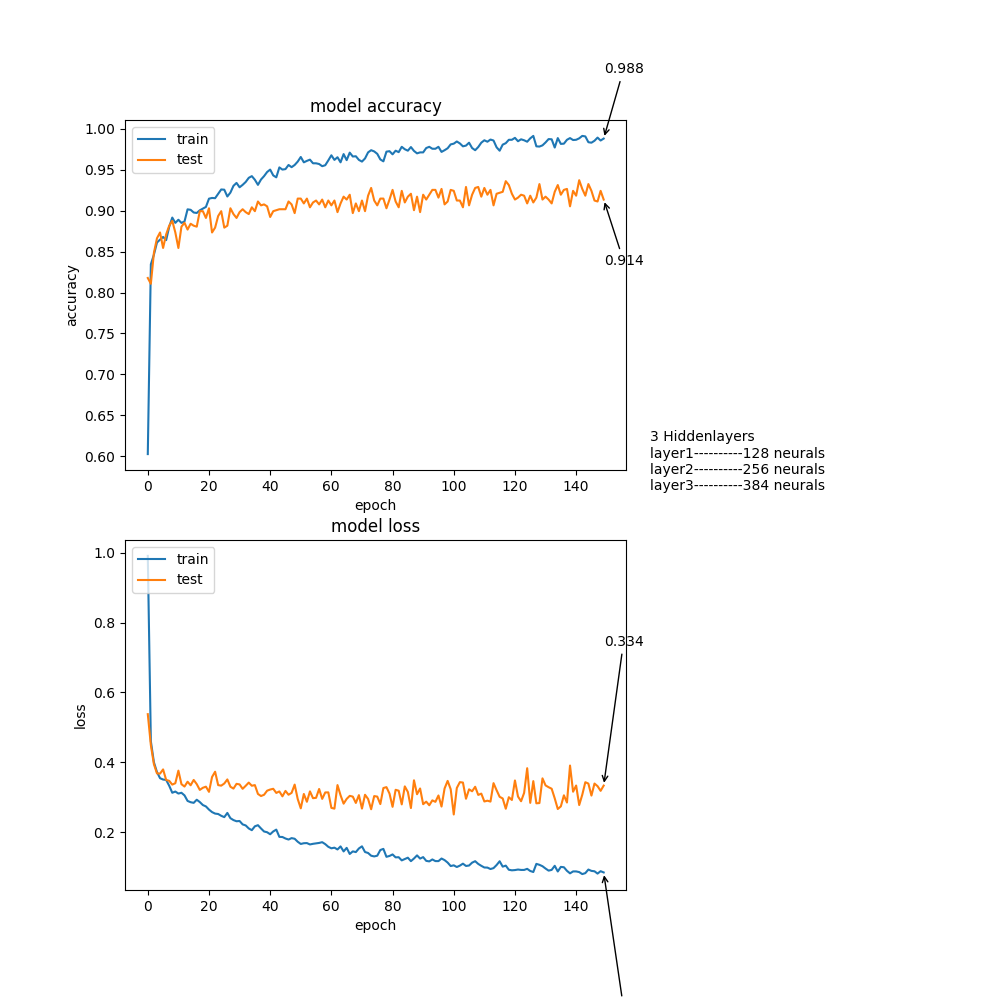 0.988
model accuracy
1.00
0.95
0.90
0.85
0.80
0.75
0.70
0.65
0.60
accuracy
train
test
0.914
0 20 40 60 80 100 120 140
epoch
3 Hiddenlayers
layer1----------128 neurals
layer2----------256 neurals
layer3----------384 neurals
model loss
1.0
0.8
0.6
0.4
0.2
loss
train
test
0.334
0 20 40 60 80 100 120 140
epoch